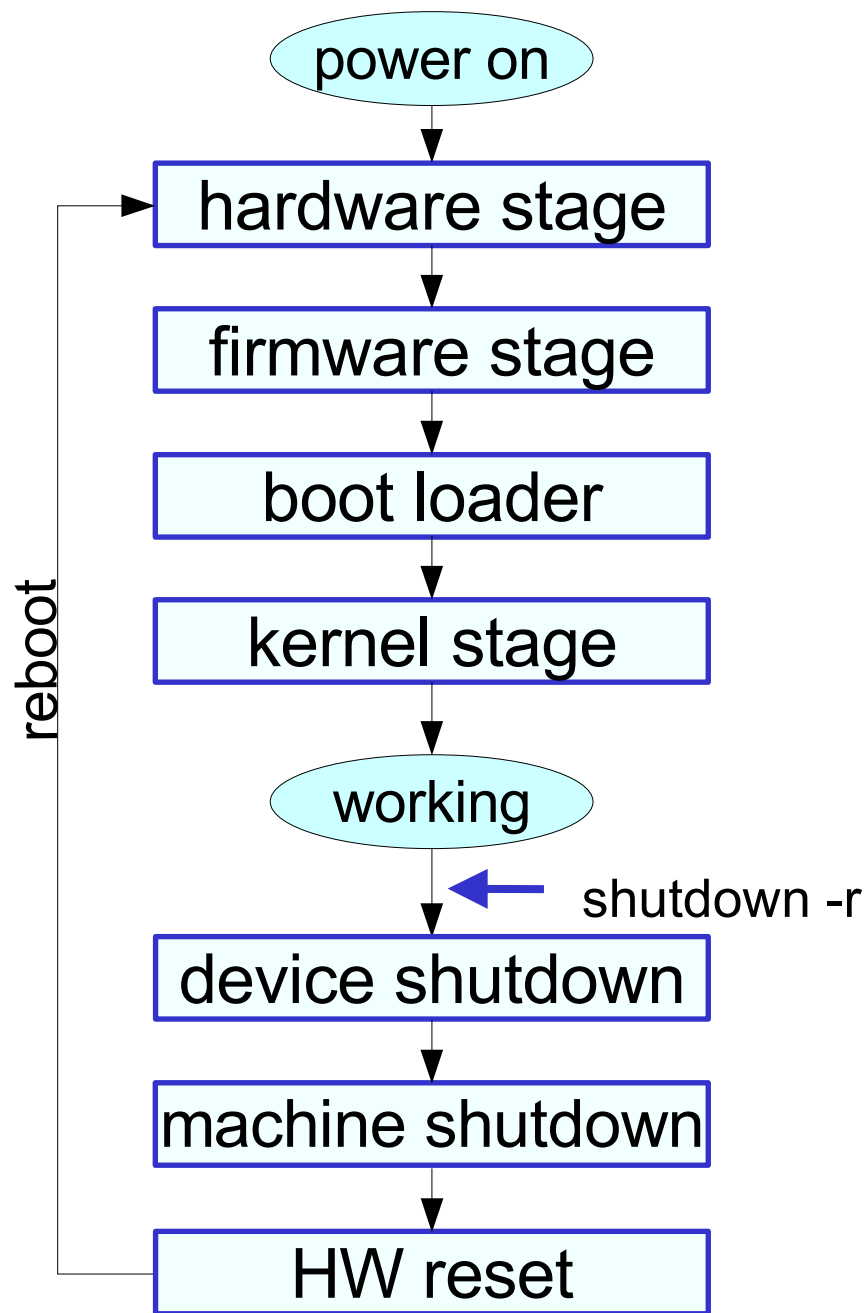 power on
hardware stage
firmware stage
boot loader
kernel stage
reboot
working
shutdown -r
device shutdown
machine shutdown
HW reset